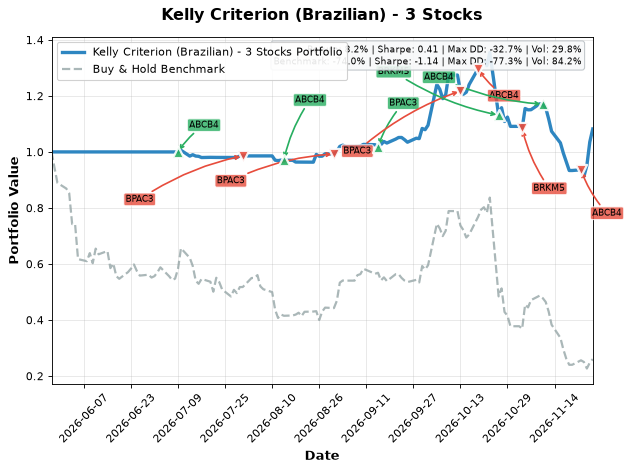 Kelly Criterion (Brazilian) - 3 Stocks
Kelly Criterion (Brazilian) - 3 Stocks Portfolio
Buy & Hold Benchmark
3.2% | Sharpe: 0.41 | Max DD: -32.7% | Vol: 29.8%
Benchmark: -74.0% | Sharpe: -1.14 | Max DD: -77.3% | Vol: 84.2%
BRKM5
ABCB4
ABCB4
ABCB4
BPAC3
ABCB4
BPAC3
BPAC3
BPAC3
BRKM5
ABCB4
Portfolio Value
1.4
1.2
1.0
0.8
0.6
0.4
0.2
2026-06-07
2026-06-23
2026-07-09
2026-07-25
2026-08-10
2026-08-26
2026-09-11
2026-09-27
2026-10-13
2026-10-29
2026-11-14
Date